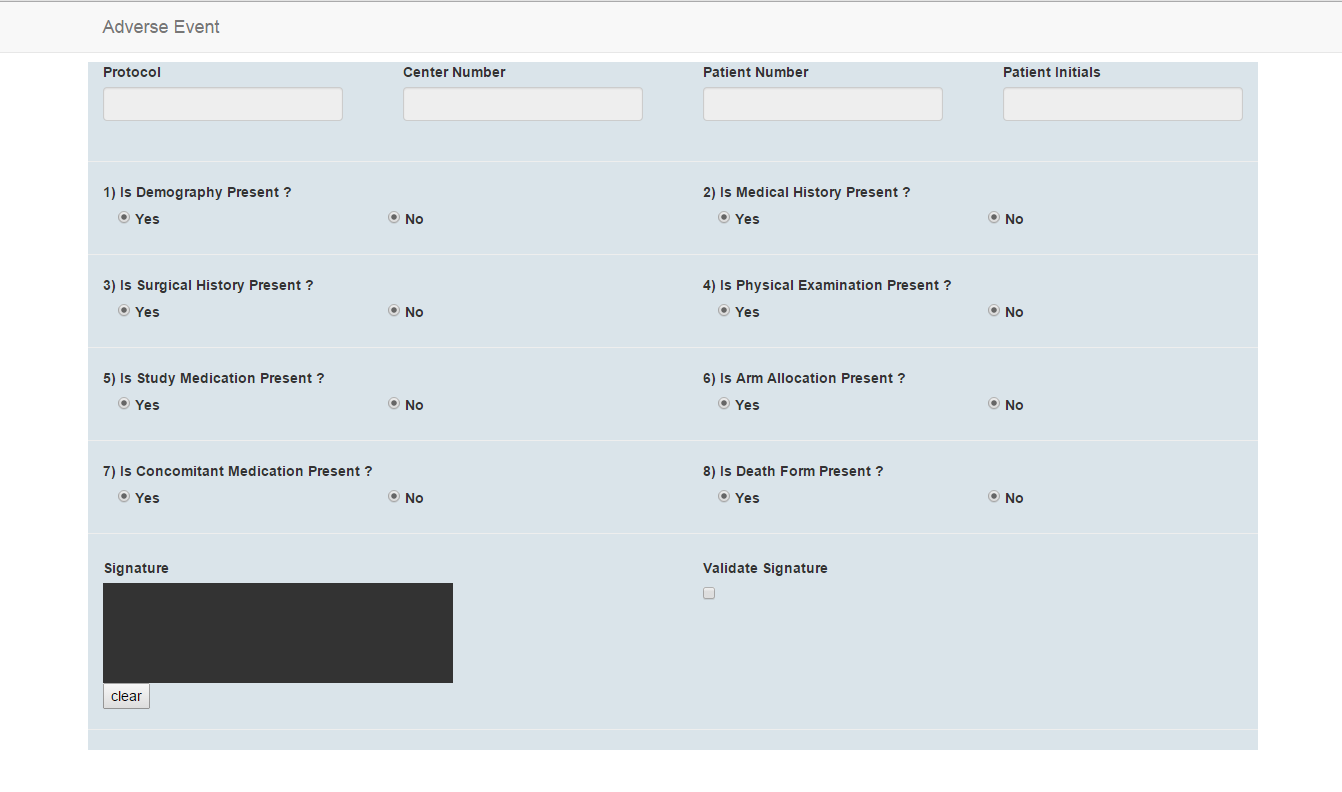 Adverse Event
Protocol Center Number Patient Number Patient Initials
1) Is Demography Present ? 2) Is Medical History Present ?
Yes No Yes No
3) Is Surgical History Present ? 4) Is Physical Examination Present ?
Yes No Yes No
5) Is Study Medication Present ? 6) Is Arm Allocation Present ?
Yes No Yes No
7) Is Concomitant Medication Present ? 8) Is Death Form Present ?
Yes No Yes No
Signature Validate Signature
clear